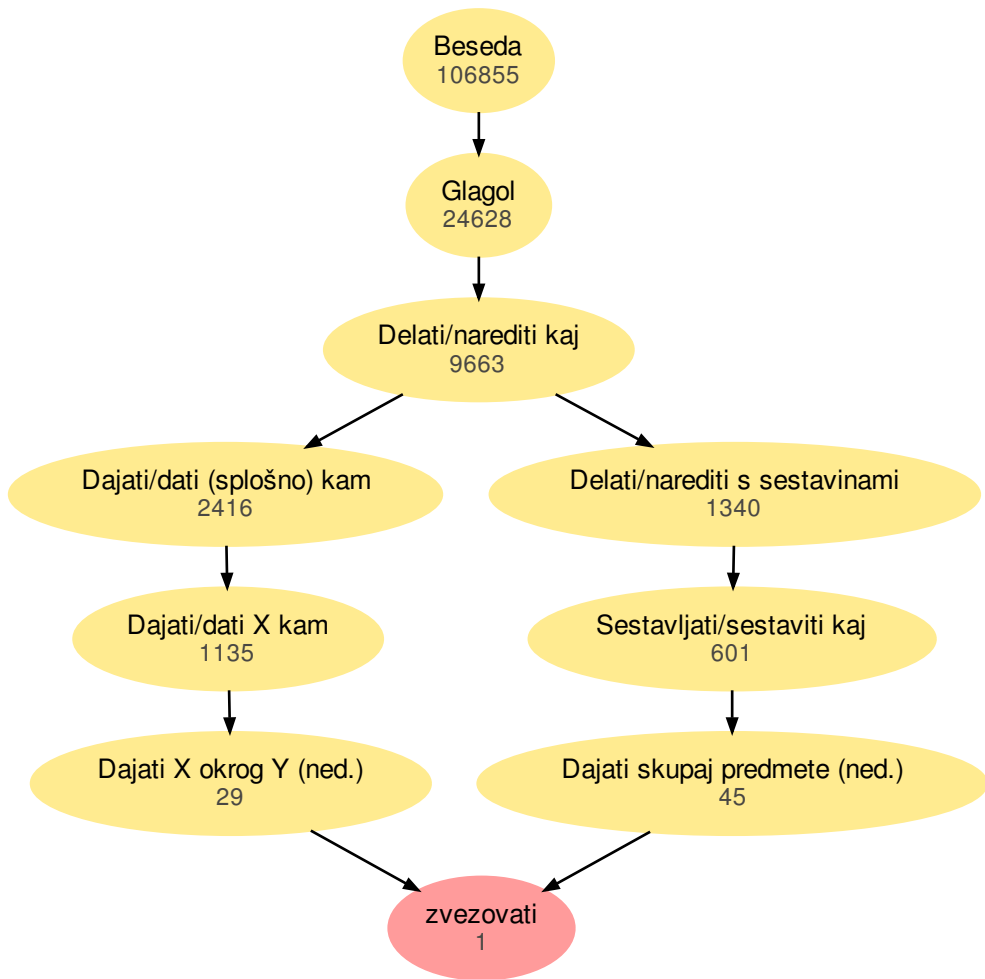 Beseda
106855
Glagol
24628
Delati/narediti kaj
9663
Dajati/dati (splošno) kam
2416
Delati/narediti s sestavinami
1340
Dajati/dati X kam
1135
Sestavljati/sestaviti kaj
601
Dajati X okrog Y (ned.)
29
Dajati skupaj predmete (ned.)
45
zvezovati
1